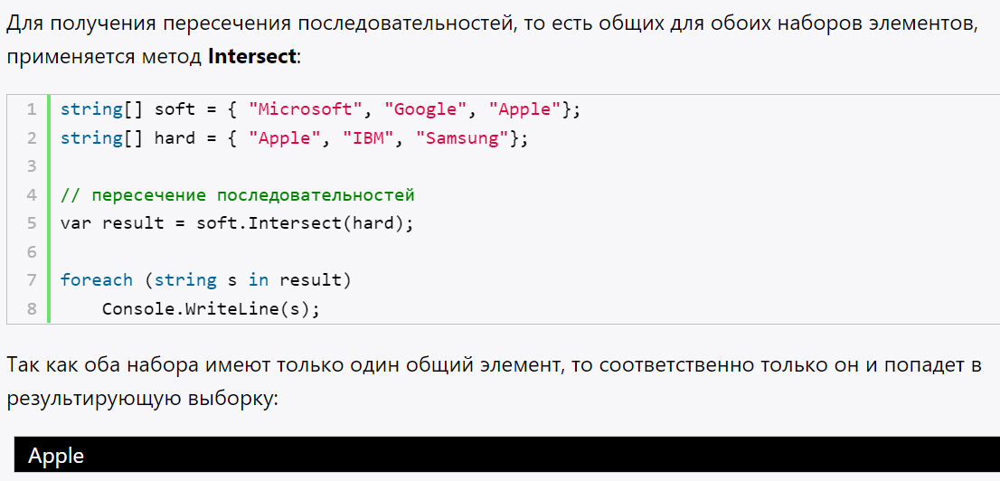 Для получения пересечения последовательностей, то есть общих для обоих наборов элементов,
применяется метод Intersect:
1 string[] soft = { "Microsoft", "Google", "Apple"};
2 string[] hard = { "Apple", "IBM", "Samsung"};
3
4 // пересечение последовательностей
5 var result = soft.Intersect(hard);
6
7 foreach (string s in result)
8     Console.WriteLine(s);
Так как оба набора имеют только один общий элемент, то соответственно только он и попадет в
результирующую выборку:
Apple